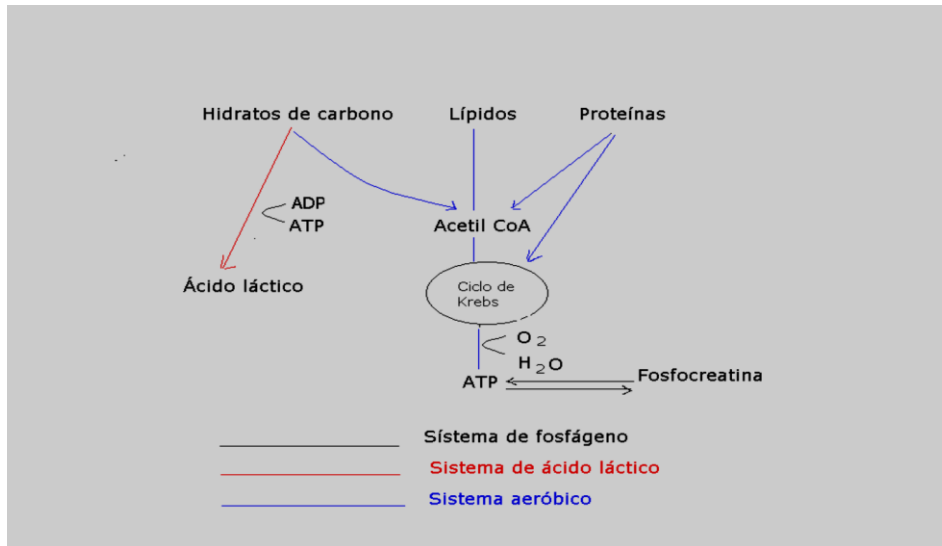 Hidratos de carbono
Lípidos
Proteínas
ADP
ATP
Acetil CoA
Ácido láctico
Ciclo de
Krebs
O2
H2O
ATP
Fosfocreatina
Sístema de fosfágeno
Sistema de ácido láctico
Sistema aeróbico